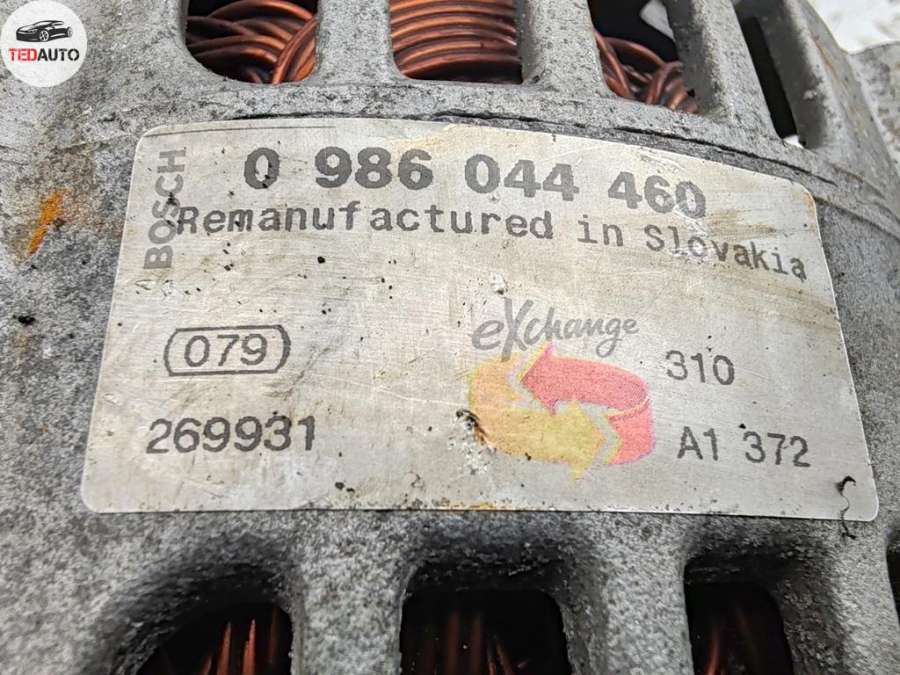 TEDAUTO
BOSCH
0 986 044 460
Remanufactured in Slovakia
079
eXchange
310
269931
A1 372